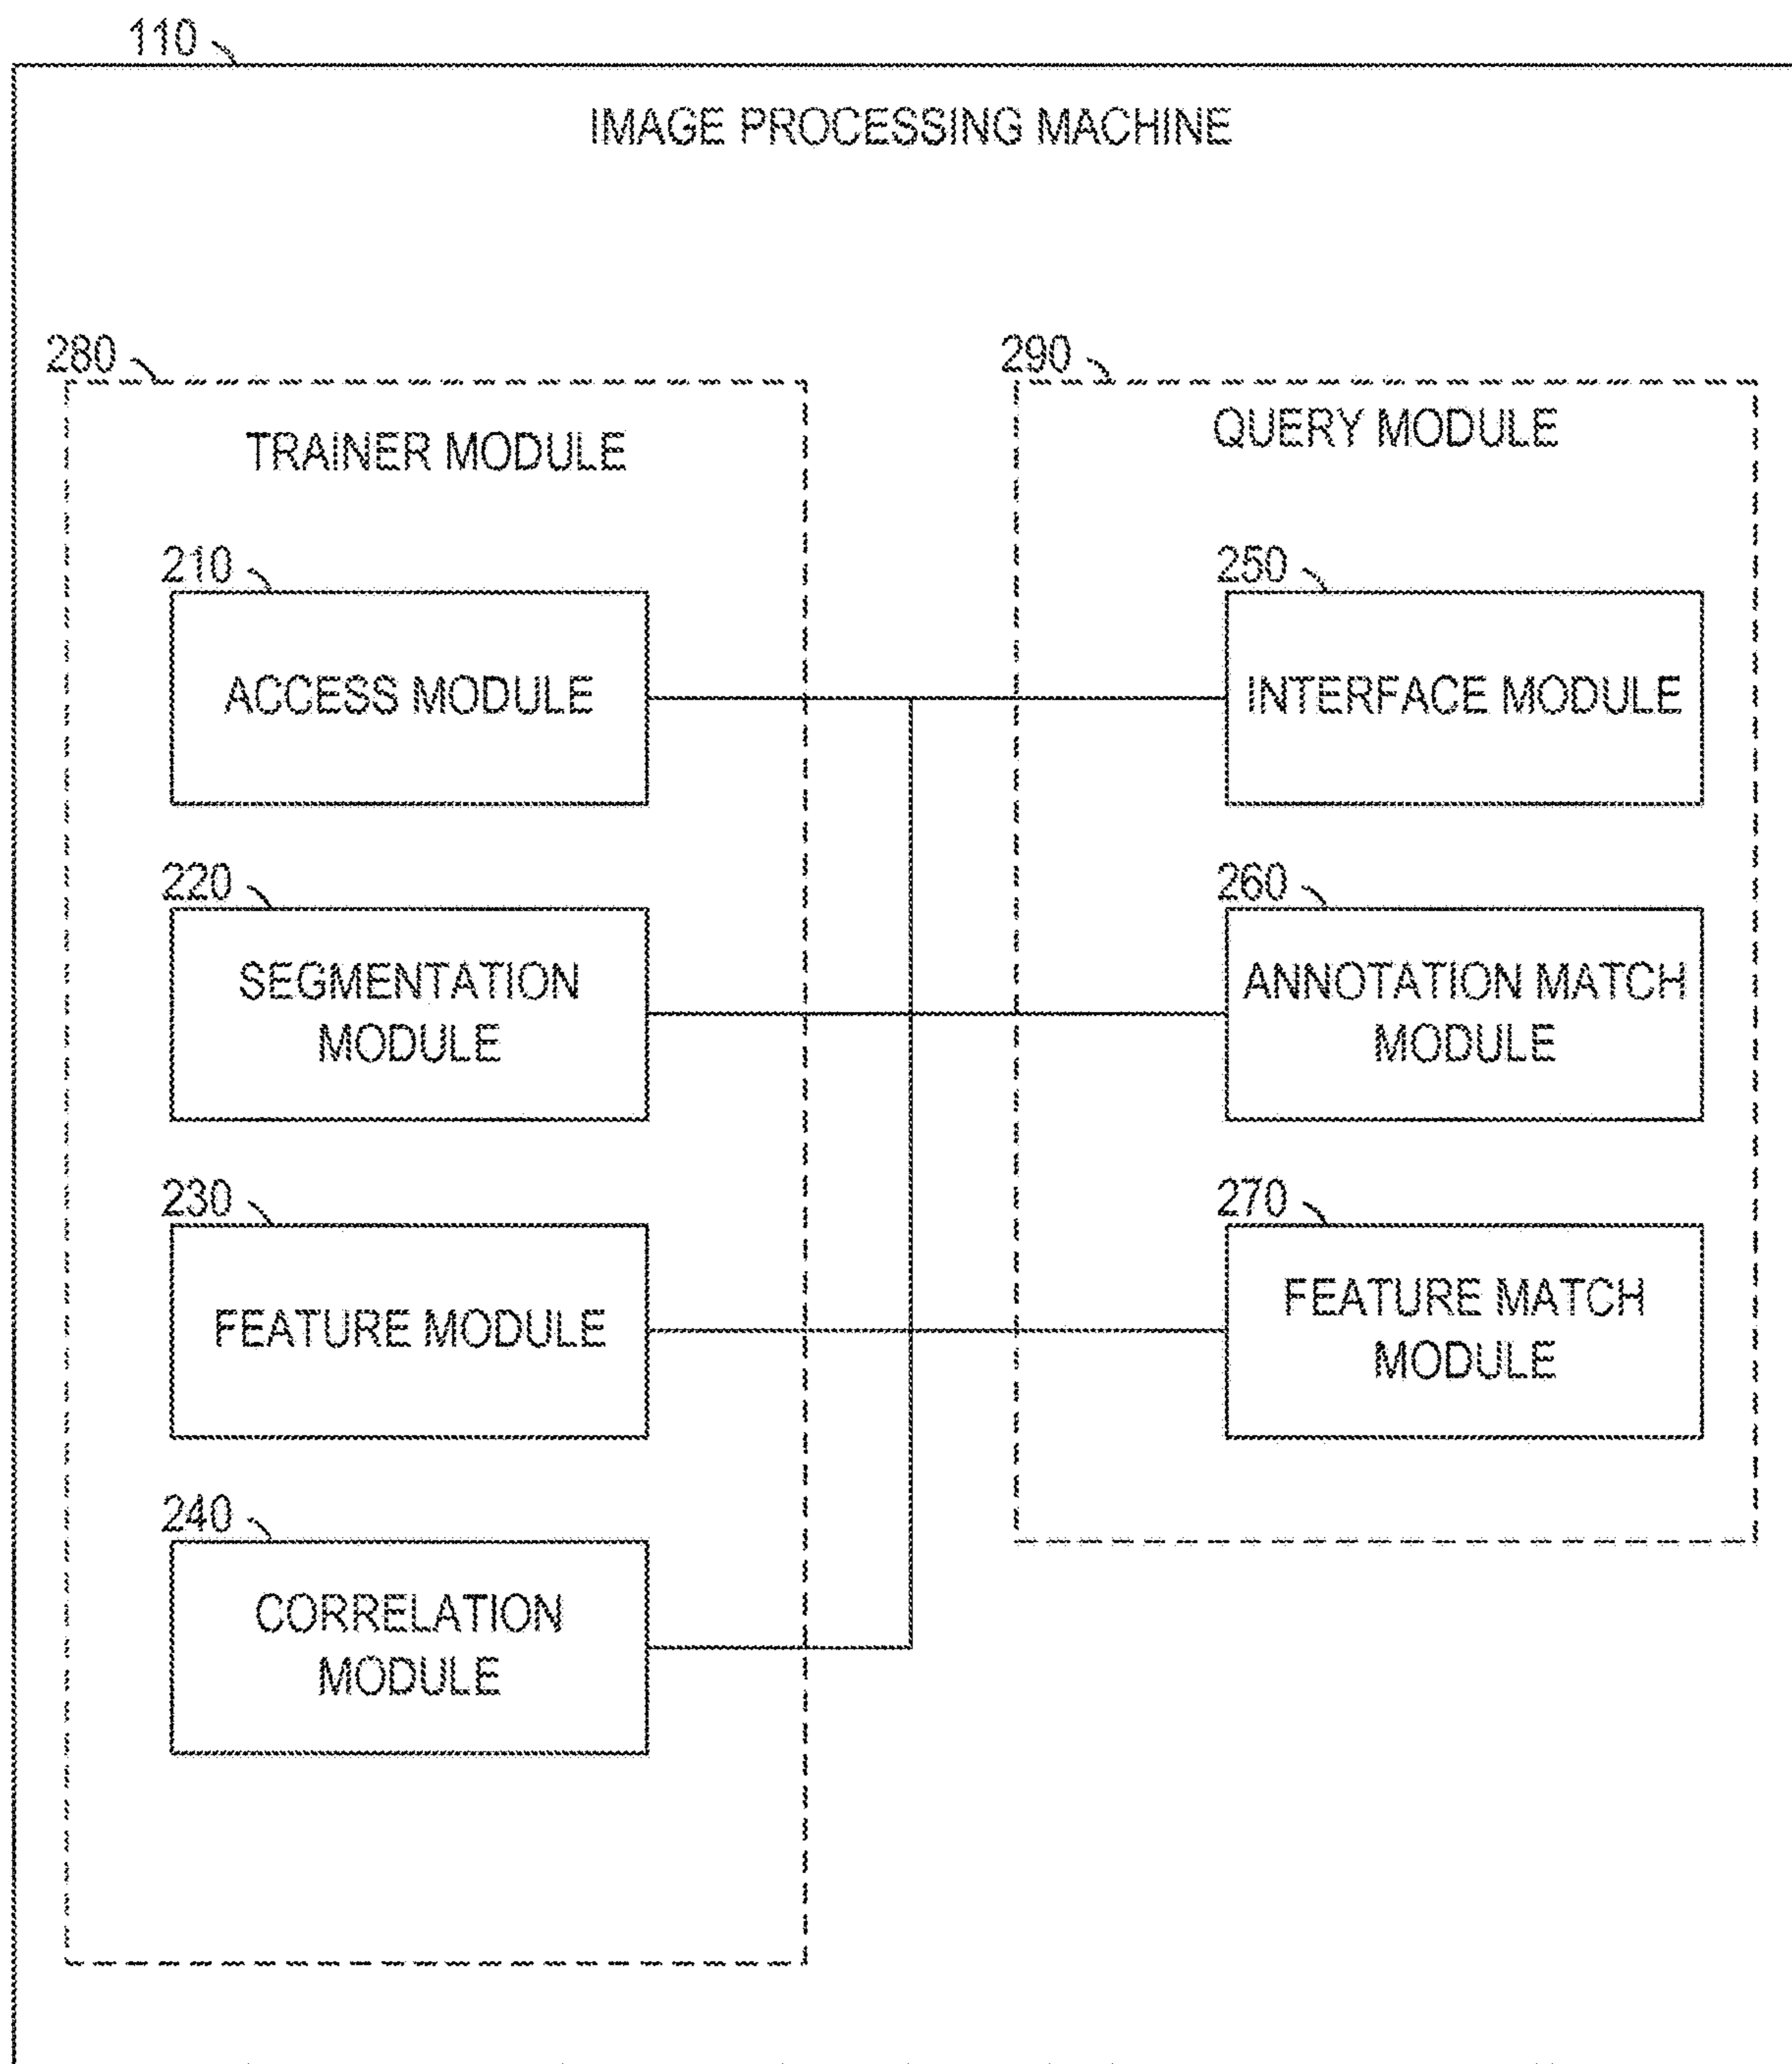 110
IMAGE PROCESSING MACHINE
280
TRAINER MODULE
210
ACCESS MODULE
220
SEGMENTATION
MODULE
230
FEATURE MODULE
240
CORRELATION
MODULE
290
QUERY MODULE
250
INTERFACE MODULE
260
ANNOTATION MATCH
MODULE
270
FEATURE MATCH
MODULE